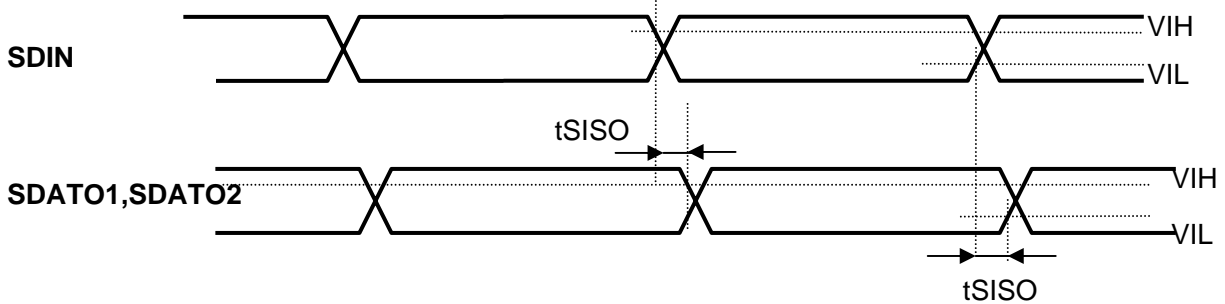 VIH
SDIN
VIL
tSISO
VIH
SDATO1,SDATO2
VIL
tSISO